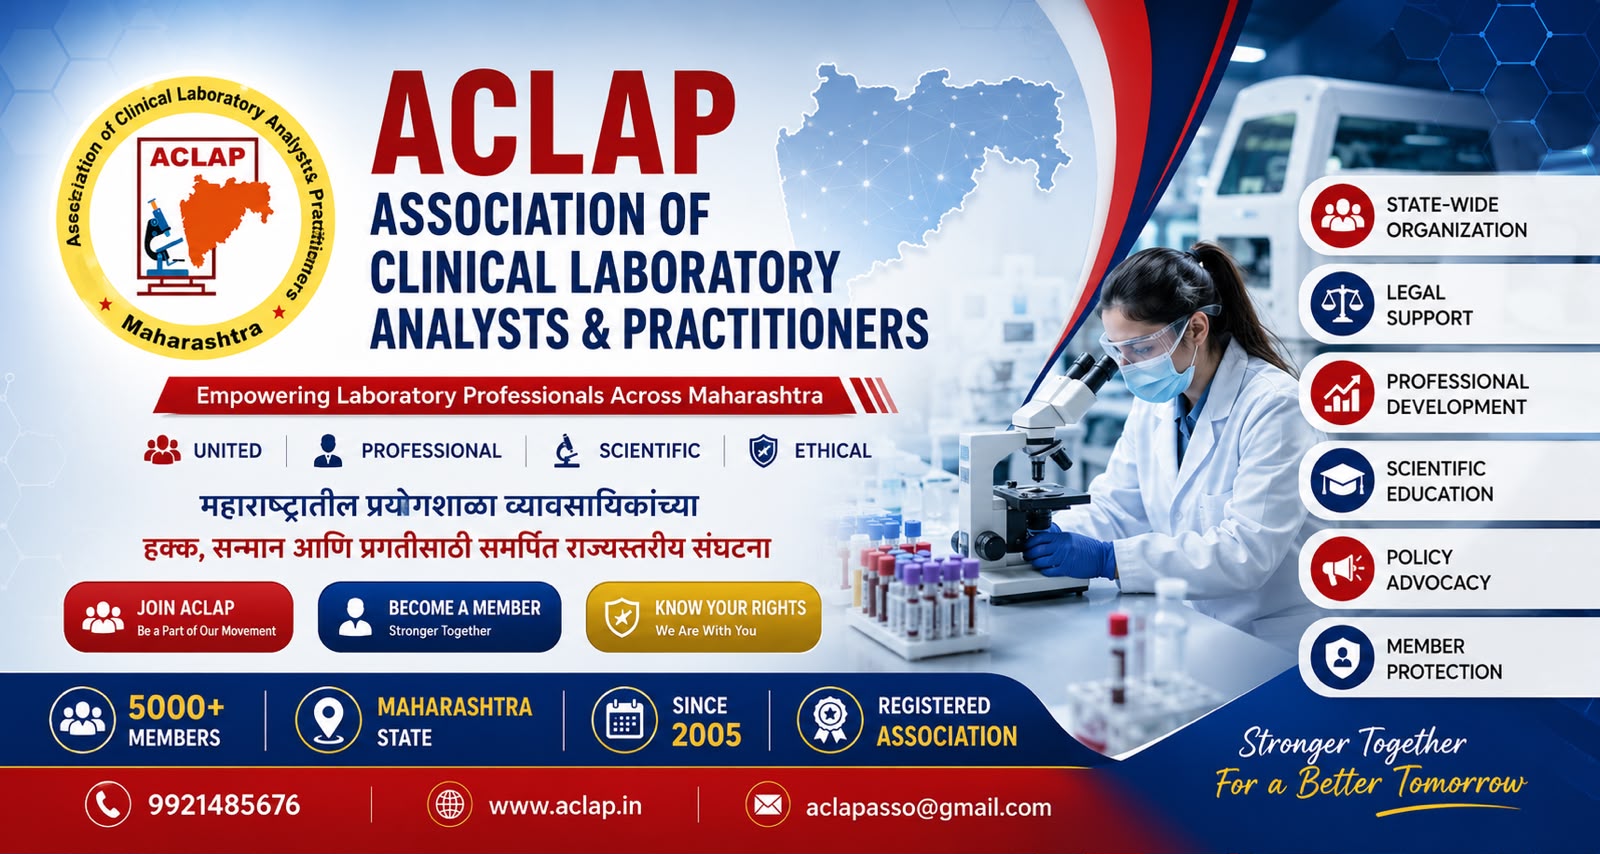 Association of Clinical Laboratory Analysts & Practitioners
ACLAP
Maharashtra
ACLAP
ASSOCIATION OF
CLINICAL LABORATORY
ANALYSTS & PRACTITIONERS
Empowering Laboratory Professionals Across Maharashtra
UNITED
PROFESSIONAL
SCIENTIFIC
ETHICAL
महाराष्ट्रातील प्रयोगशाळा व्यावसायिकांच्या
हक्क, सन्मान आणि प्रगतीसाठी समर्पित राज्यस्तरीय संघटना
JOIN ACLAP
Be a Part of Our Movement
BECOME A MEMBER
Stronger Together
KNOW YOUR RIGHTS
We Are With You
STATE-WIDE
ORGANIZATION
LEGAL
SUPPORT
PROFESSIONAL
DEVELOPMENT
SCIENTIFIC
EDUCATION
POLICY
ADVOCACY
MEMBER
PROTECTION
5000+
MEMBERS
MAHARASHTRA
STATE
SINCE
2005
REGISTERED
ASSOCIATION
Stronger Together
For a Better Tomorrow
9921485676
www.aclap.in
aclapasso@gmail.com